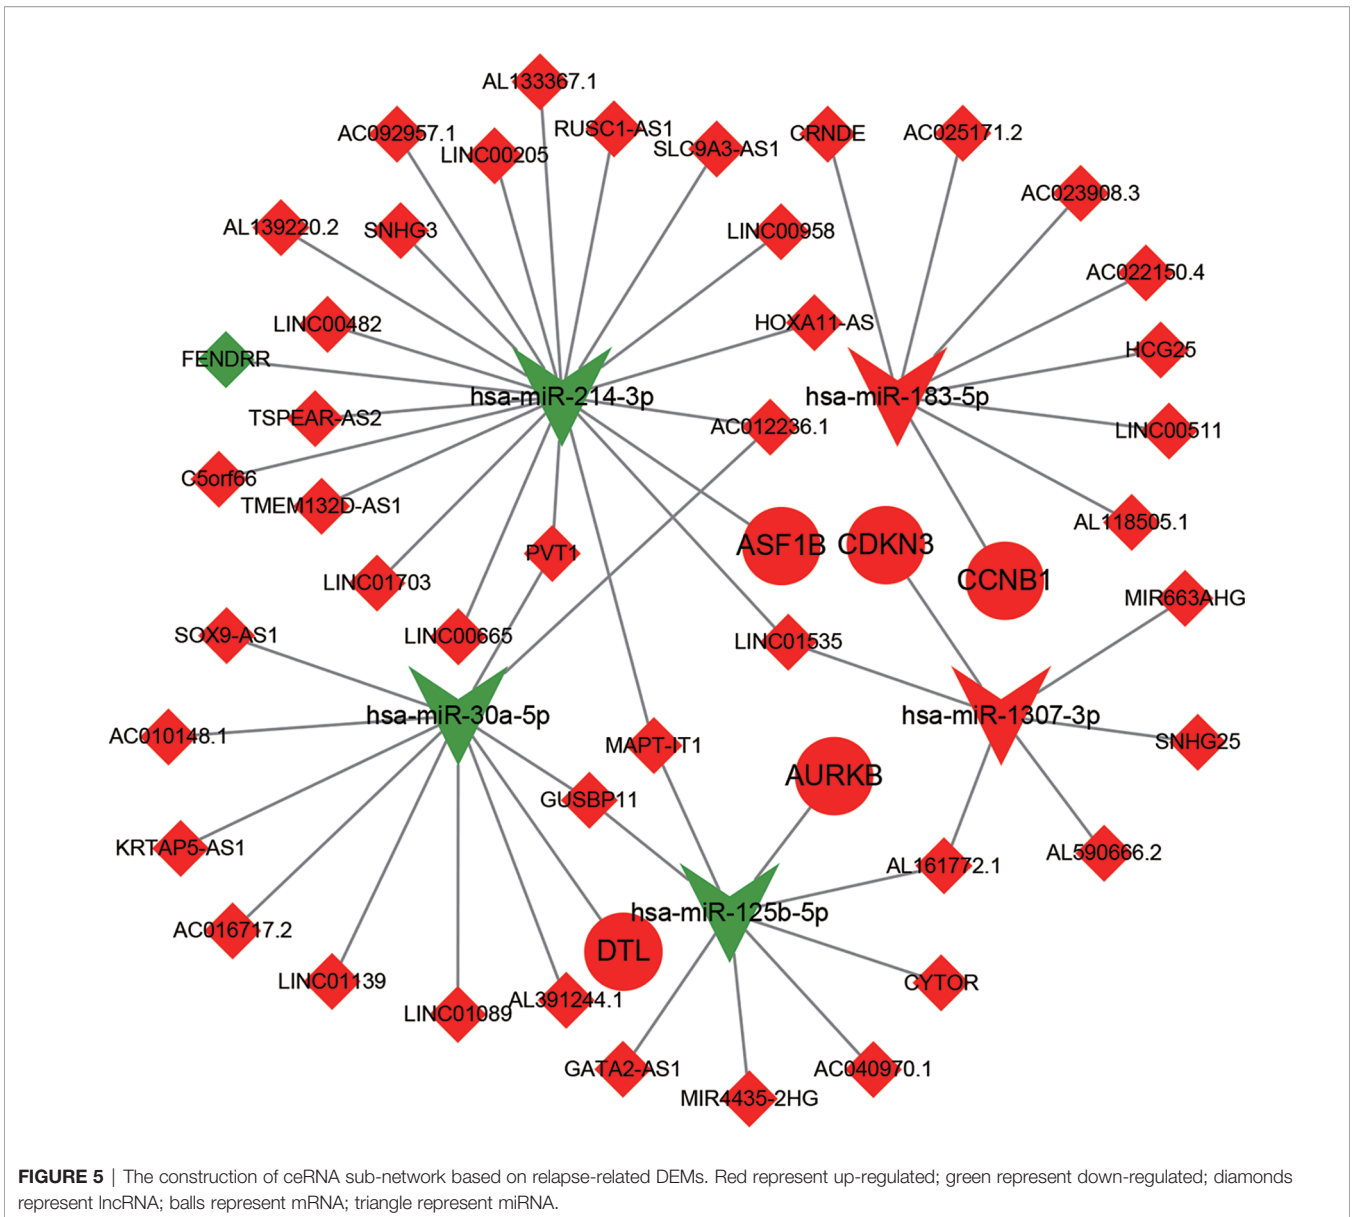 AL133367.1
AC092957.1
LINC00205
RUSC1-AS1
SLC9A3-AS1
CRNDE
AC025171.2
AC023908.3
AL139220.2
SNHG3
LINC00958
AC022150.4
LINC00482
HOXA11-AS
HCG25
FENDRR
hsa-miR-214-3p
hsa-miR-183-5p
TSPEAR-AS2
AC012236.1
LINC00511
C5orf66
TMEM132D-AS1
AL118505.1
PVT1
ASF1B
CDKN3
CCNB1
LINC01703
MIR663AHG
SOX9-AS1
LINC00665
LINC01535
hsa-miR-30a-5p
hsa-miR-1307-3p
AC010148.1
MAPT-IT1
SNHG25
AURKB
GUSBP11
KRTAP5-AS1
AL161772.1
AL590666.2
AC016717.2
hsa-miR-125b-5p
DTL
LINC01139
CYTOR
LINC01089
AL391244.1
GATA2-AS1
AC040970.1
MIR4435-2HG
FIGURE 5 | The construction of ceRNA sub-network based on relapse-related DEMs. Red represent up-regulated; green represent down-regulated; diamonds
represent lncRNA; balls represent mRNA; triangle represent miRNA.